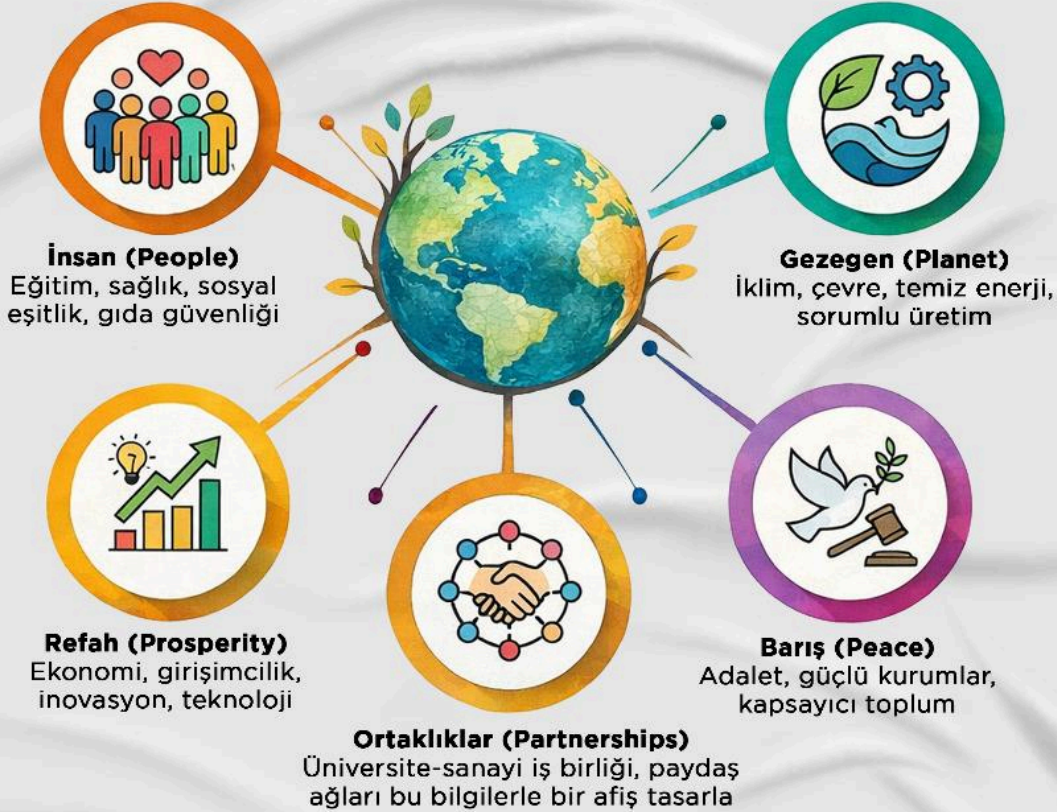 İnsan (People)
Eğitim, sağlık, sosyal
eşitlik, gıda güvenliği
Gezegen (Planet)
İklim, çevre, temiz enerji,
sorumlu üretim
Refah (Prosperity)
Ekonomi, girişimcilik,
inovasyon, teknoloji
Barış (Peace)
Adalet, güçlü kurumlar,
kapsayıcı toplum
Ortaklıklar (Partnerships)
Üniversite-sanayi iş birliği, paydaş
ağları bu bilgilerle bir afiş tasarla